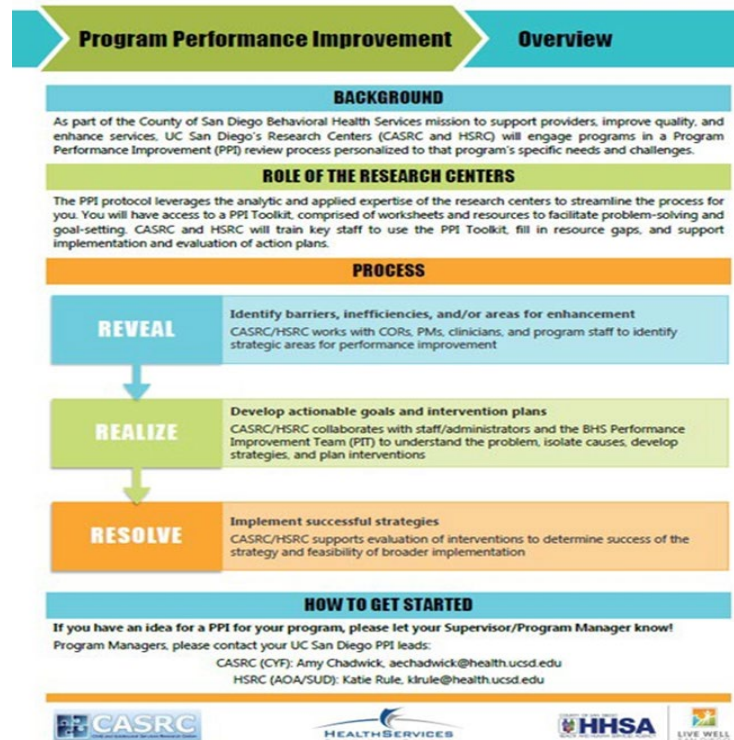 Program Performance Improvement Overview
BACKGROUND
As part of the County of San Diego Behavioral Health Services mission to support providers, improve quality, and
enhance services, UC San Diego's Research Centers (CASRC and HSRC) will engage programs in a Program
Performance Improvement (PPI) review process personalized to that program's specific needs and challenges.
ROLE OF THE RESEARCH CENTERS
The PPI protocol leverages the analytic and applied expertise of the research centers to streamline the process for
you. You will have access to a PPI Toolkit, comprised of worksheets and resources to facilitate problem-solving and
goal-setting. CASRC and HSRC will train key staff to use the PPI Toolkit, fill in resource gaps, and support
implementation and evaluation of action plans.
PROCESS
REVEAL
Identify barriers, inefficiencies, and/or areas for enhancement
CASRC/HSRC works with CORs, PMs, clinicians, and program staff to identify
strategic areas for performance improvement
REALIZE
Develop actionable goals and intervention plans
CASRC/HSRC collaborates with staff/administrators and the BHS Performance
Improvement Team (PIT) to understand the problem, isolate causes, develop
strategies, and plan interventions
RESOLVE
Implement successful strategies
CASRC/HSRC supports evaluation of interventions to determine success of the
strategy and feasibility of broader implementation
HOW TO GET STARTED
If you have an idea for a PPI for your program, please let your Supervisor/Program Manager know!
Program Managers, please contact your UC San Diego PPI leads:
CASRC (CYF): Amy Chadwick, aechadwick@health.ucsd.edu
HSRC (AOA/SUD): Katie Rule, klrule@health.ucsd.edu
CASRC
HEALTHSERVICES
HHSA
LIVE WELL